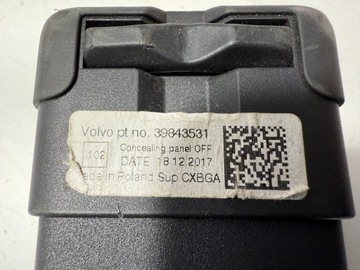 Volvo pt no. 39843531
102
Concealing panel OFF
DATE 18.12.2017
ade in Poland Sup CXBGA